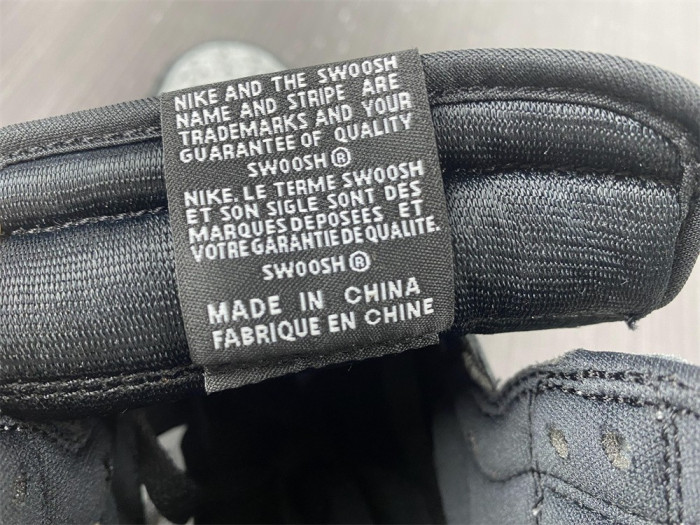 NIKE AND THE SWOOSH
NAME AND STRIPE ARE
TRADEMARKS AND YOUR
GUARANTEE OF QUALITY
SWOOSH®
NIKE. LE TERME SWOOSH
ET SON SIGLE SONT DES
MARQUES DEPOSEES ET
VOTRE GARANTIE DE QUALITE.
SWOOSH®
MADE IN CHINA
FABRIQUE EN CHINE